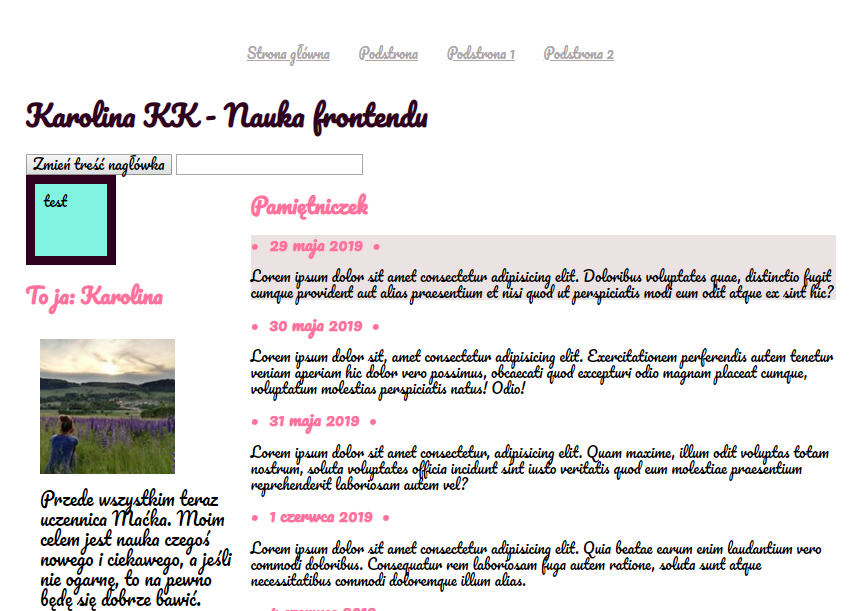 Strona główna Podstrona Podstrona 1 Podstrona 2
Karolina KK - Nauka frontendu
Zmień treść nagłówka
test
To ja: Karolina
Przede wszystkim teraz
uczennica Maćka. Moim
celem jest nauka czegoś
nowego i ciekawego, a jeśli
nie ogarnę, to na pewno
będę się dobrze bawić.
Pamiętniczek
• 29 maja 2019 •
Lorem ipsum dolor sit amet consectetur adipisicing elit. Doloribus voluptates quae, distinctio fugit
cumque provident aut alias praesentium et nisi quod ut perspiciatis modi eum odit atque ex sint hic?
• 30 maja 2019 •
Lorem ipsum dolor sit, amet consectetur adipisicing elit. Exercitationem perferendis autem tenetur
veniam aperiam hic dolor vero possimus, obcaecati quod excepturi odio magnam placeat cumque,
voluptatum molestias perspiciatis natus! Odio!
• 31 maja 2019 •
Lorem ipsum dolor sit amet consectetur, adipisicing elit. Quam maxime, illum odit voluptas totam
nostrum, soluta voluptates officia incidunt sint iusto veritatis quod eum molestiae praesentium
reprehenderit laboriosam autem vel?
• 1 czerwca 2019 •
Lorem ipsum dolor sit amet consectetur adipisicing elit. Quia beatae earum enim laudantium vero
commodi doloribus. Consequatur rem laboriosam fuga autem ratione, soluta sunt atque
necessitatibus commodi doloremque illum alias.